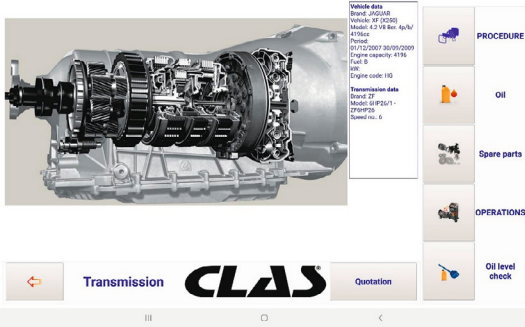 Vehicle data
Brand: JAGUAR
Vehicle: XF (X250)
Model: 4.2 V8 Ber. 4p/b/
4196cc
Period:
01/12/2007 30/09/2009
Engine capacity: 4196
Fuel: B
kW:
Engine code: HG
Transmission data
Brand: ZF
Model: 6HP26/1 -
ZF6HP26
Speed no.: 6
PROCEDURE
Oil
Spare parts
OPERATIONS
Oil level
check
Transmission
CLAS
Quotation